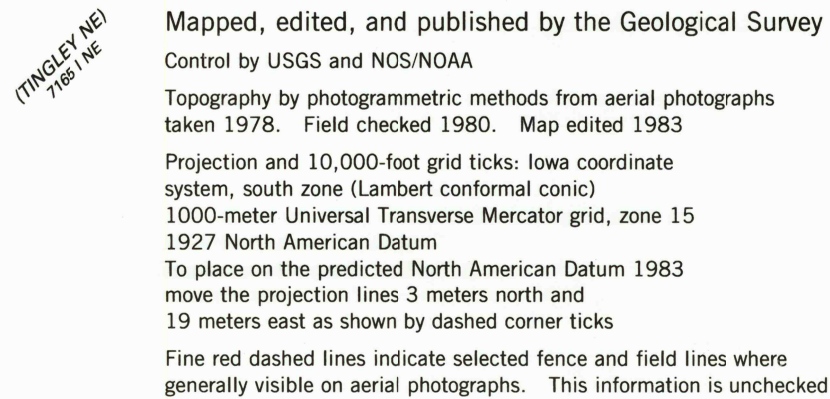 (TINGLEY NE)
7165 I NE
Mapped, edited, and published by the Geological Survey
Control by USGS and NOS/NOAA
Topography by photogrammetric methods from aerial photographs
taken 1978. Field checked 1980. Map edited 1983
Projection and 10,000-foot grid ticks: Iowa coordinate
system, south zone (Lambert conformal conic)
1000-meter Universal Transverse Mercator grid, zone 15
1927 North American Datum
To place on the predicted North American Datum 1983
move the projection lines 3 meters north and
19 meters east as shown by dashed corner ticks
Fine red dashed lines indicate selected fence and field lines where
generally visible on aerial photographs. This information is unchecked